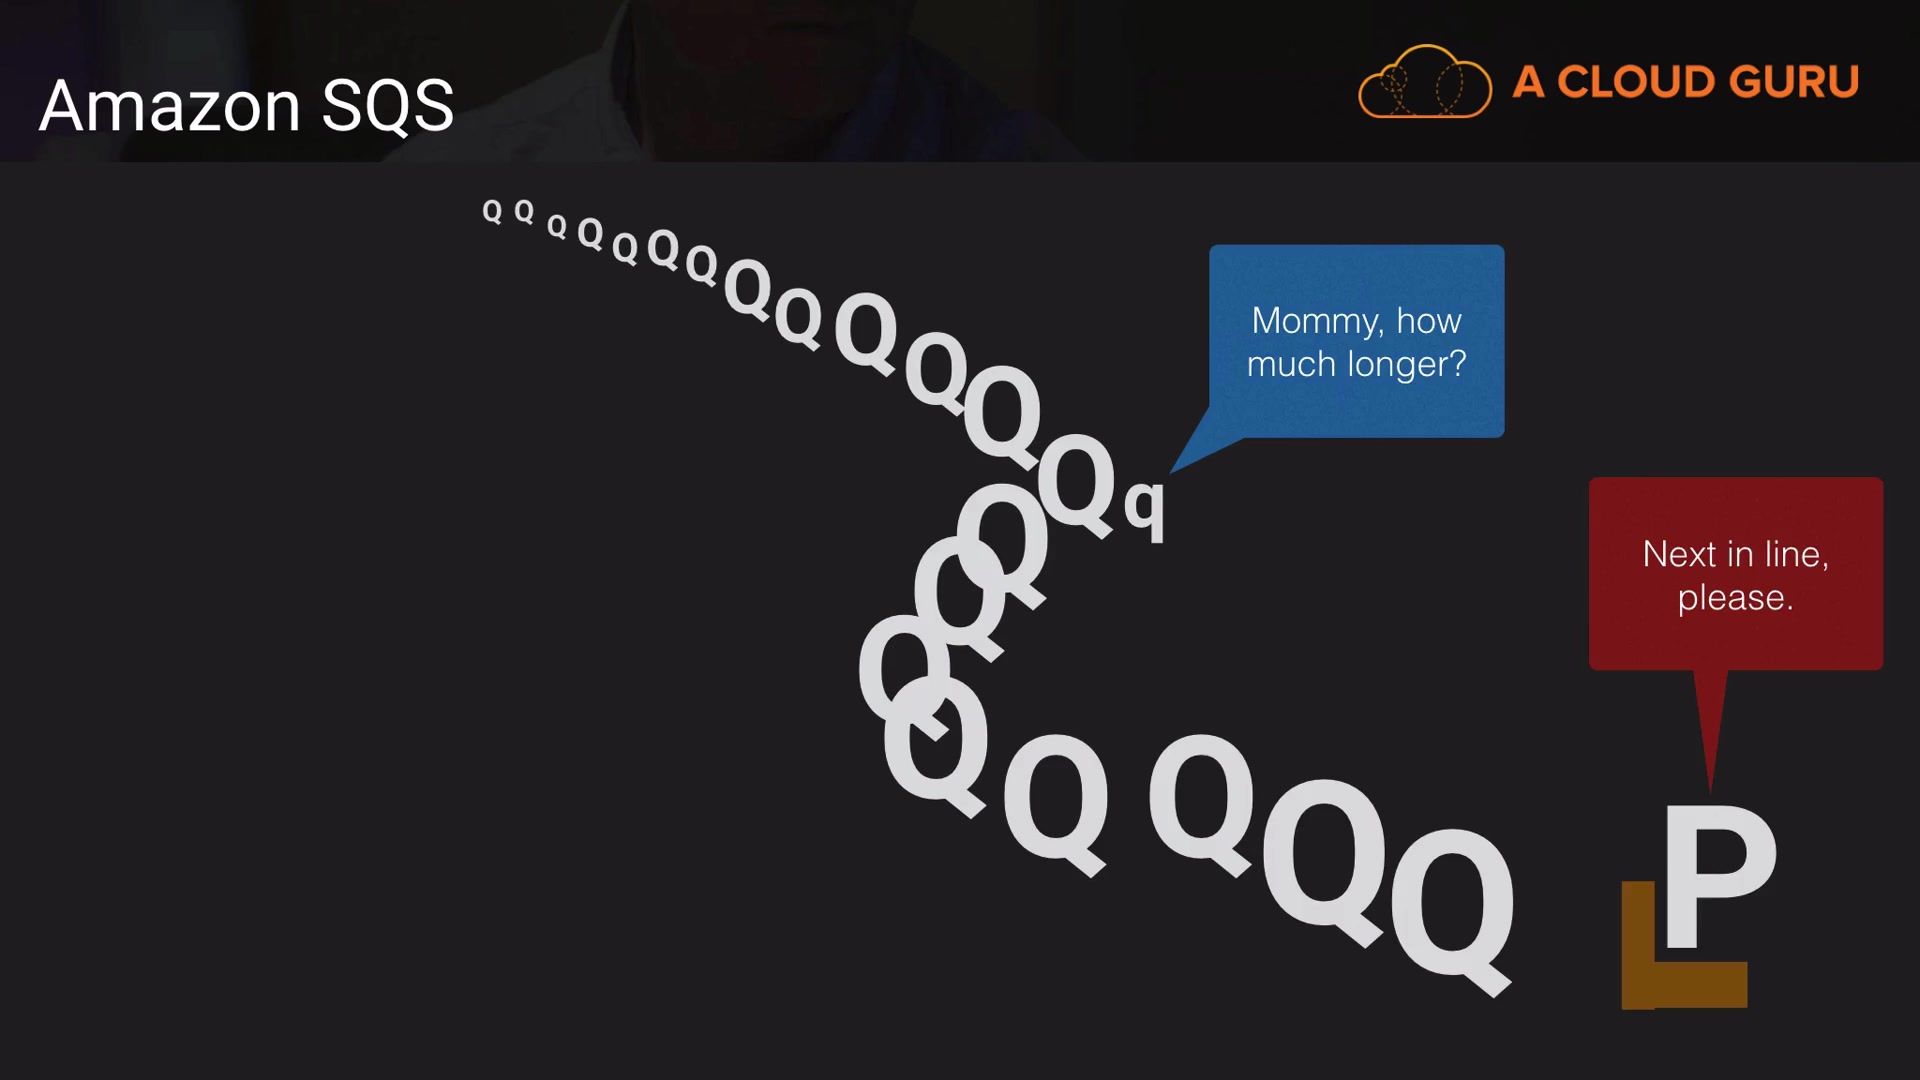 Amazon SQS
A CLOUD GURU
Q Q Q Q Q Q Q Q Q Q Q Q Q q
Mommy, how
much longer?
Q Q Q Q Q Q Q Q
Next in line,
please.
P
L